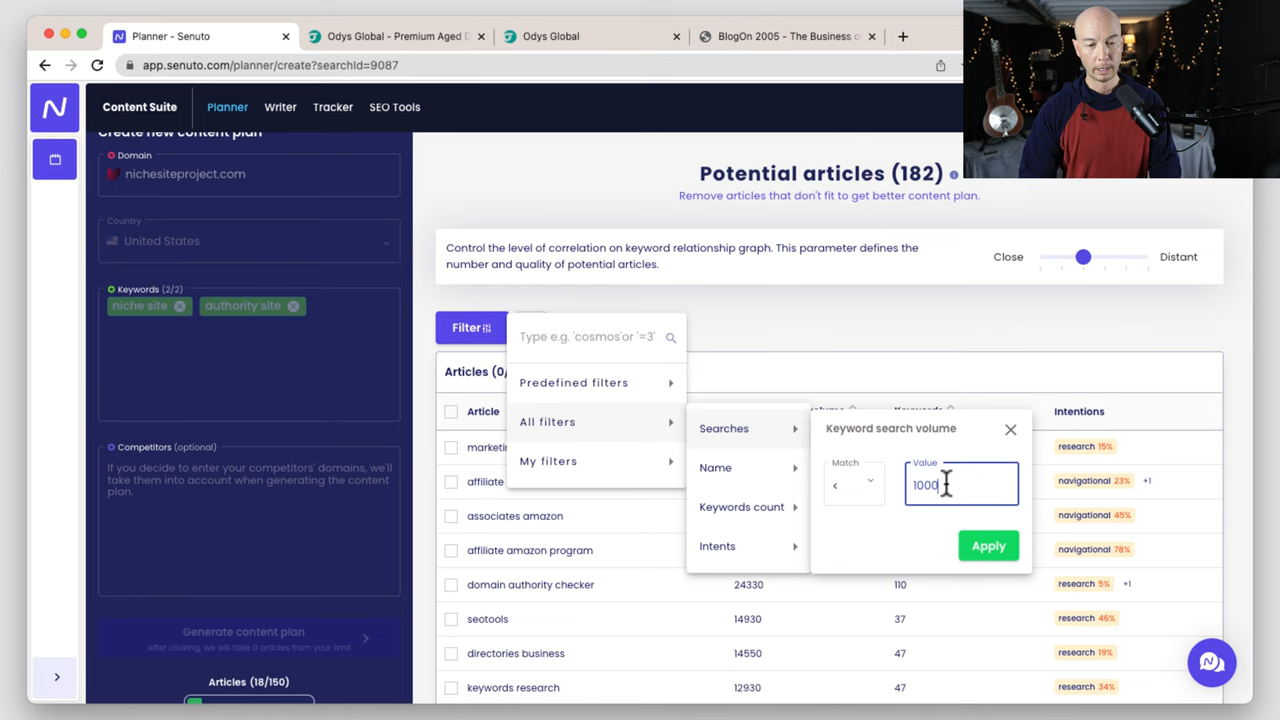 Planner - Senuto
Odys Global - Premium Aged D
Odys Global
BlogOn 2005 - The Business o
app.senuto.com/planner/create?searchId=9087
Content Suite
Planner
Writer
Tracker
SEO Tools
Create new content plan
Domain
nichesiteproject.com
Country
United States
Keywords (2/2)
niche site
authority site
Competitors (optional)
If you decide to enter your competitors' domains, we'll
take them into account when generating the content
plan.
Generate content plan
After clicking, we will take 0 articles from your limit
Articles (18/150)
Potential articles (182)
Remove articles that don't fit to get better content plan.
Control the level of correlation on keyword relationship graph. This parameter defines the
number and quality of potential articles.
Close
Distant
Filter
Type e.g. 'cosmos'or '=3'
Predefined filters
All filters
My filters
Searches
Name
Keywords count
Intents
Keyword search volume
Match
<
Value
1000
Apply
Articles (0/
Article
Keywords
Intentions
research 15%
affiliate
navigational 23% +1
associates amazon
navigational 45%
affiliate amazon program
navigational 78%
domain authority checker 24330 110 research 5% +1
seotools 14930 37 research 46%
directories business 14550 47 research 19%
keywords research 12930 47 research 34%